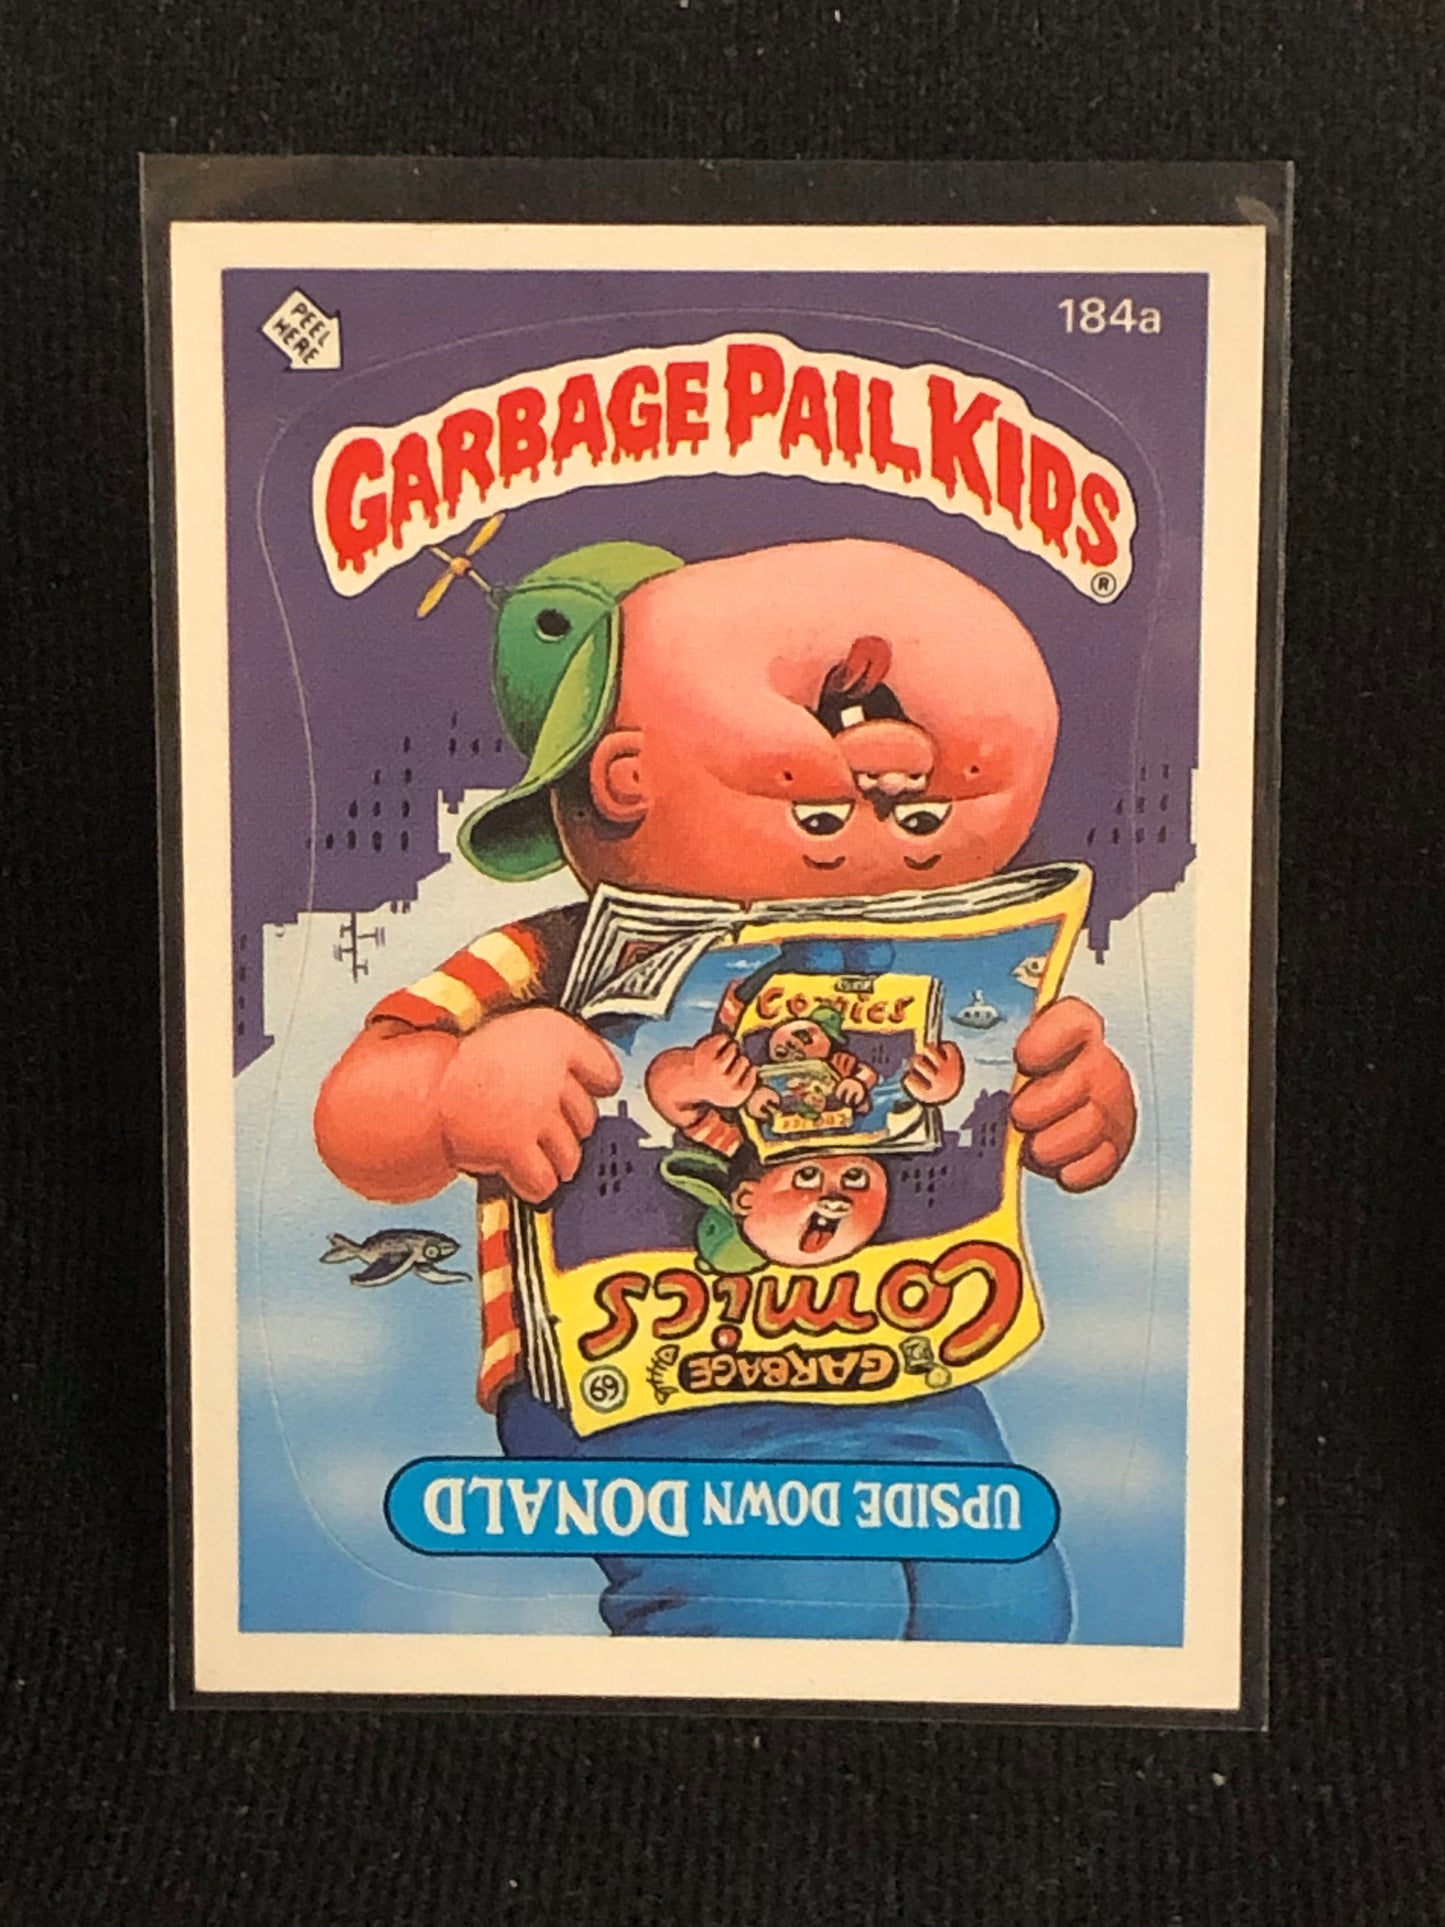 PEEL
HERE
184a
GARBAGE PAIL KIDS
®
Comics
Comics
GARBAGE
69
UPSIDE DOWN DONALD